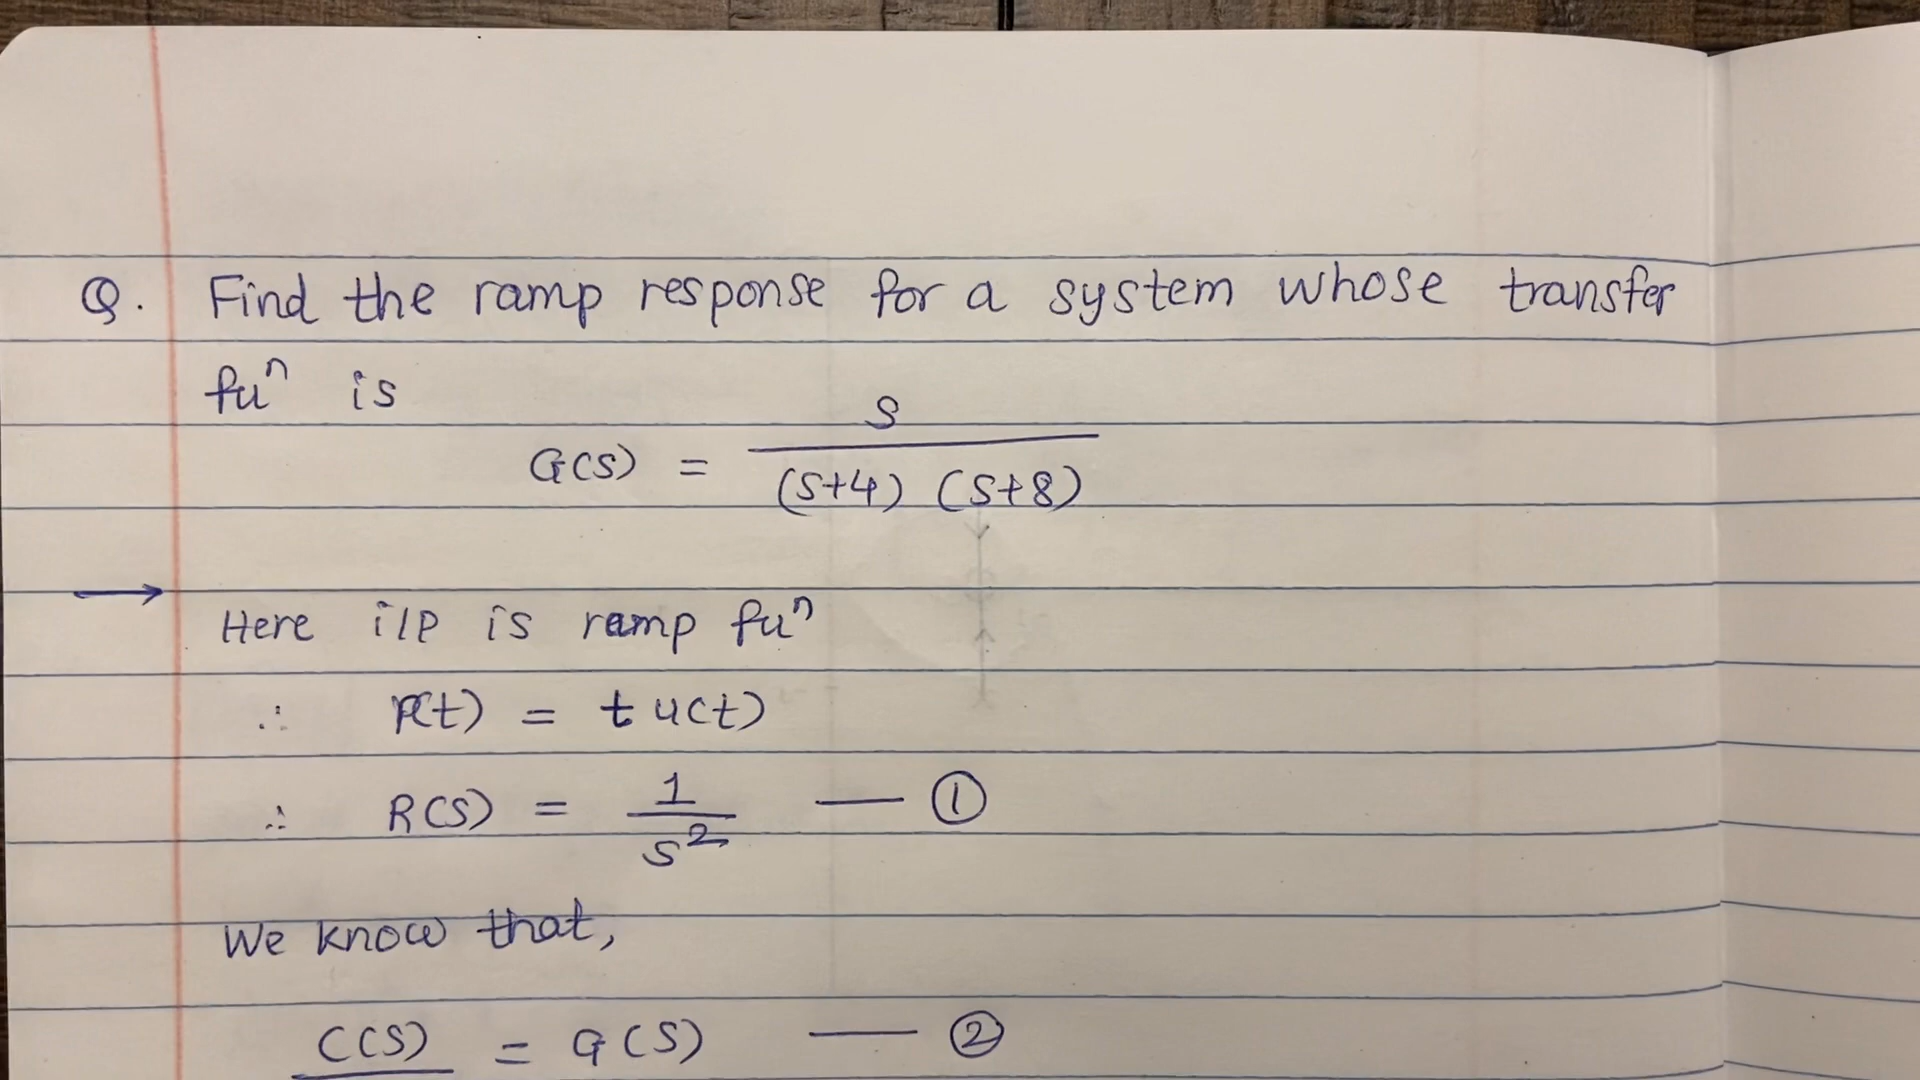 Q. Find the ramp response for a system whose transfer
fuⁿ is
G(s) = s / (s+4) (s+8)
→ Here i/p is ramp fuⁿ
∴ r(t) = t u(t)
∴ R(s) = 1 / s² — ①
We know that,
C(s) = G(s) — ②